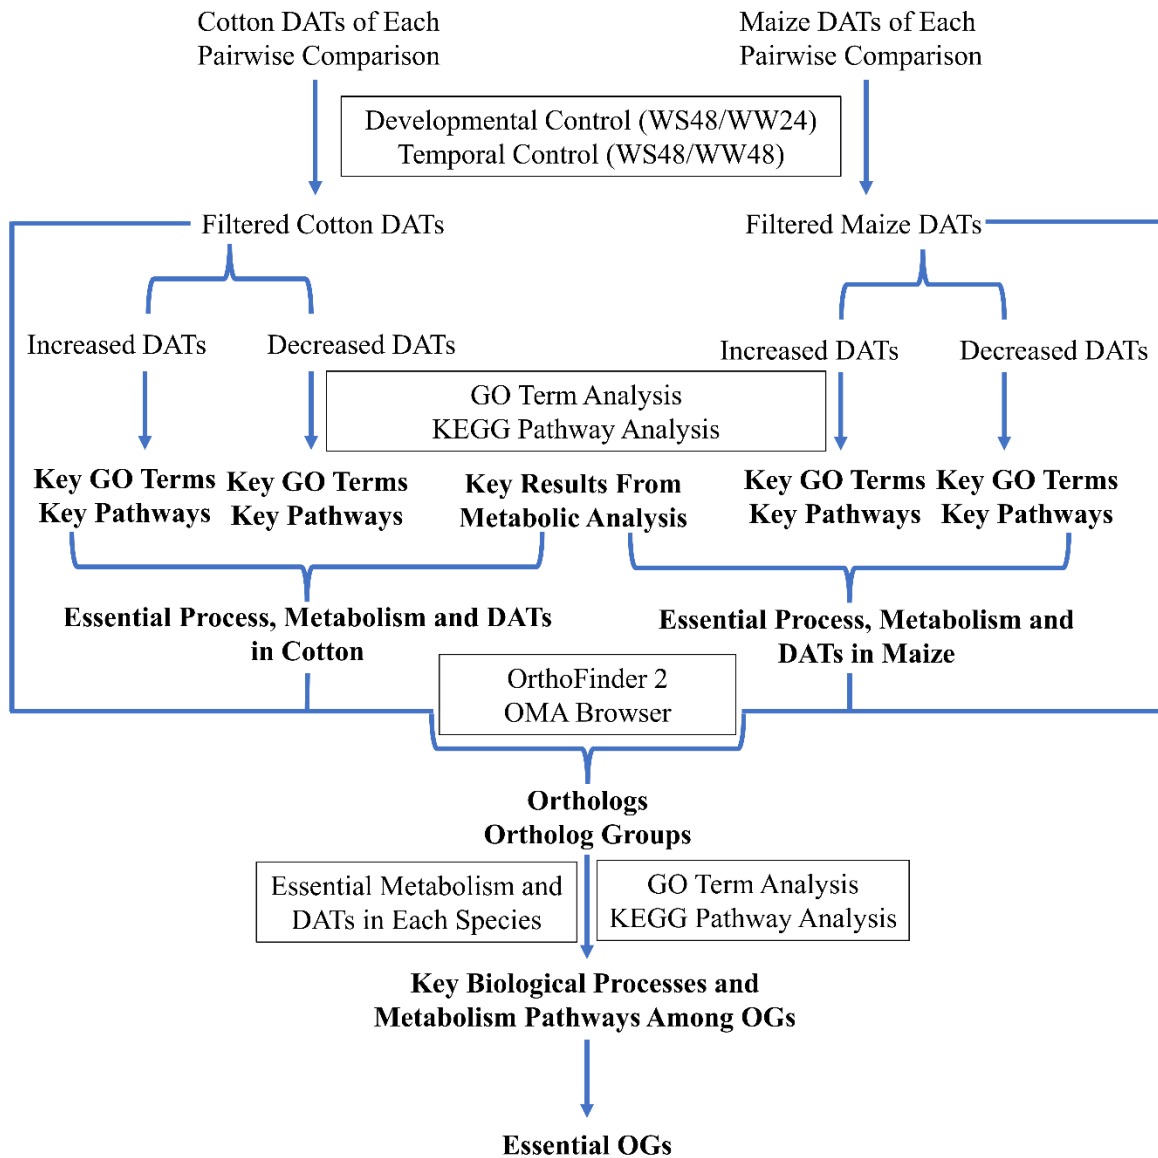 Cotton DATs of Each
Pairwise Comparison
Maize DATs of Each
Pairwise Comparison
Developmental Control (WS48/WW24)
Temporal Control (WS48/WW48)
Filtered Cotton DATs
Filtered Maize DATs
Increased DATs
Decreased DATs
Increased DATs
Decreased DATs
GO Term Analysis
KEGG Pathway Analysis
Key GO Terms
Key Pathways
Key GO Terms
Key Pathways
Key Results From
Metabolic Analysis
Key GO Terms
Key Pathways
Key GO Terms
Key Pathways
Essential Process, Metabolism and DATs
in Cotton
Essential Process, Metabolism and
DATs in Maize
OrthoFinder 2
OMA Browser
Orthologs
Ortholog Groups
Essential Metabolism and
DATs in Each Species
GO Term Analysis
KEGG Pathway Analysis
Key Biological Processes and
Metabolism Pathways Among OGs
Essential OGs